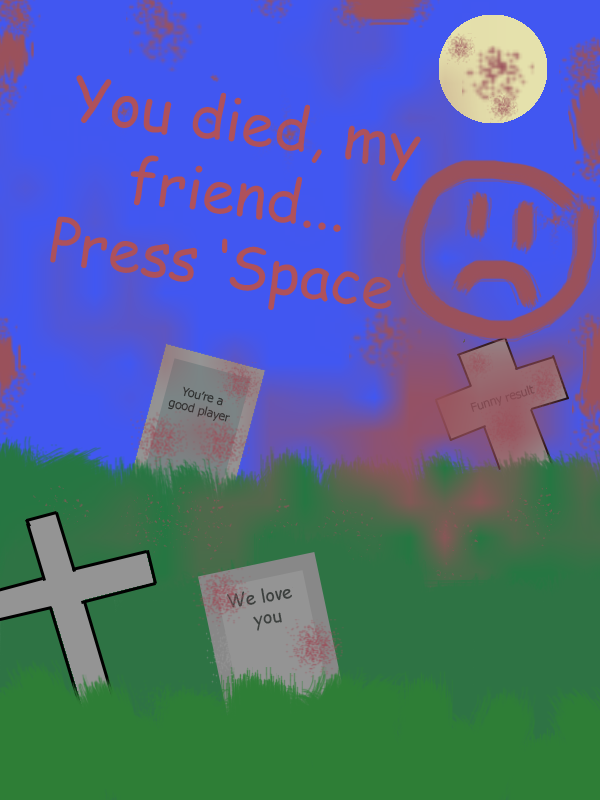 You died, my
friend...
Press 'Space'
You're a
good player
Funny result
We love
you